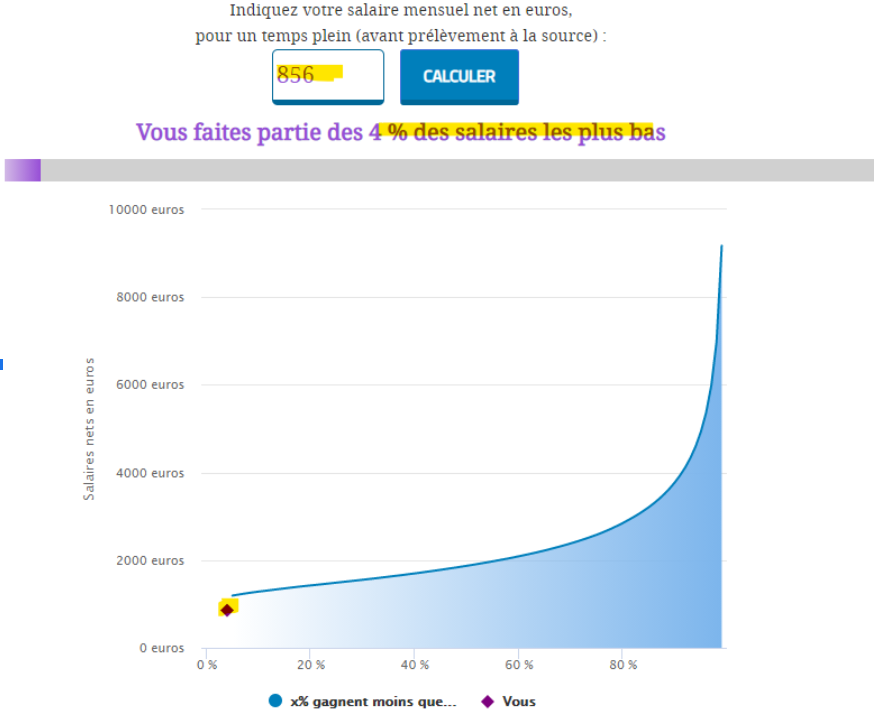 Indiquez votre salaire mensuel net en euros,
pour un temps plein (avant prélèvement à la source) :
856
CALCULER
Vous faites partie des 4 % des salaires les plus bas
10000 euros
8000 euros
6000 euros
4000 euros
2000 euros
0 euros
Salaires nets en euros
0 %
20 %
40 %
60 %
80 %
x% gagnent moins que...
Vous